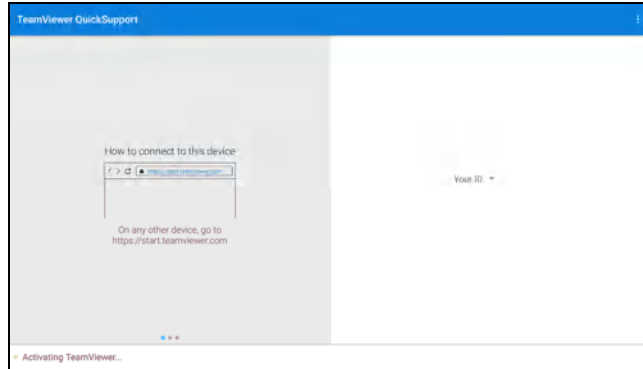 TeamViewer QuickSupport
How to connect to this device
https://start.teamviewer.com
Your ID
On any other device, go to
https://start.teamviewer.com
Activating TeamViewer...